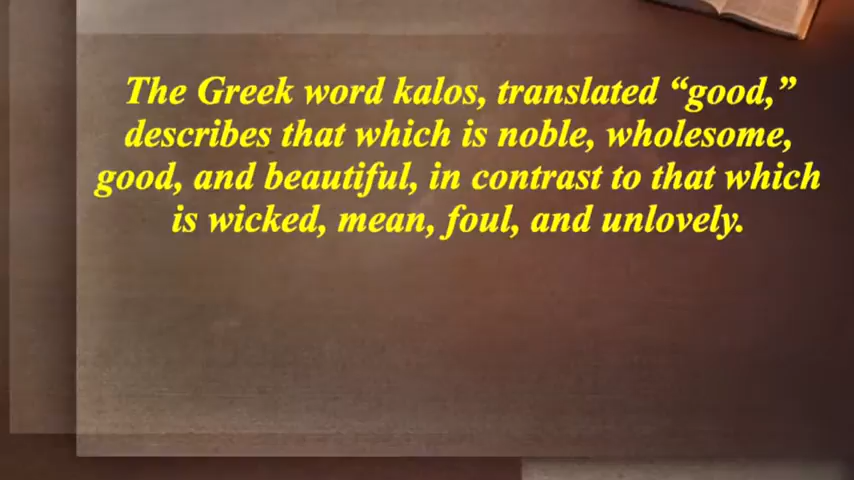 The Greek word kalos, translated “good,”
describes that which is noble, wholesome,
good, and beautiful, in contrast to that which
is wicked, mean, foul, and unlovely.